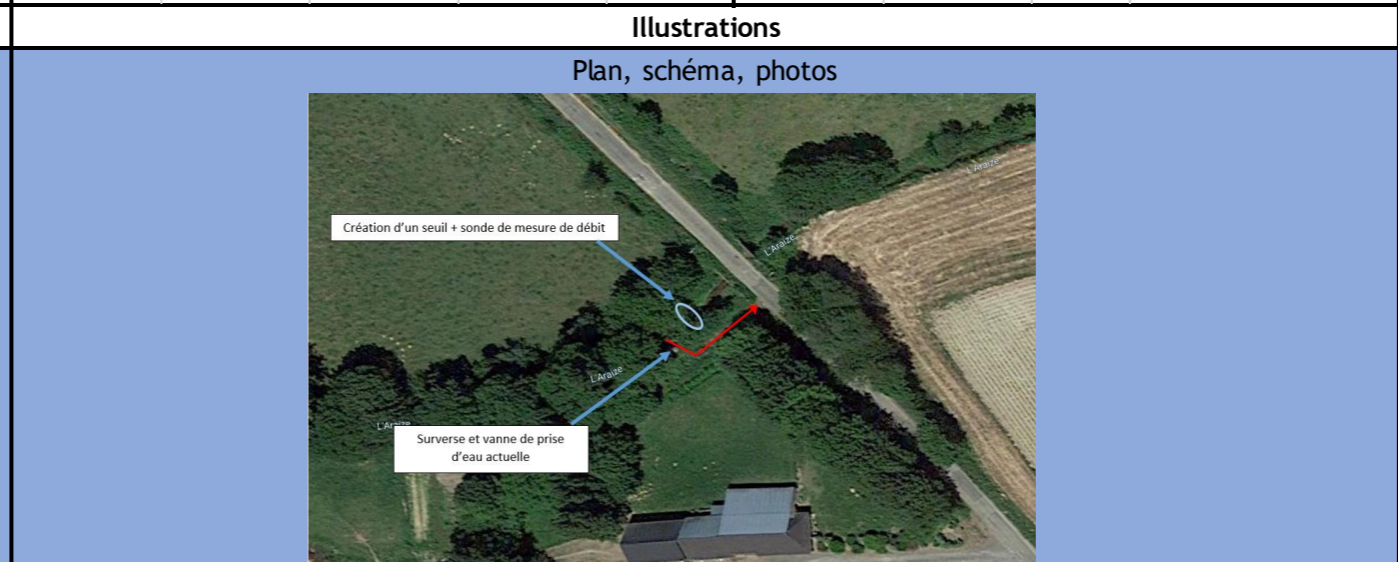 Illustrations
Plan, schéma, photos
L'Araize
L'Araize
Création d'un seuil + sonde de mesure de débit
L'Araize
L'Araize
Surverse et vanne de prise
d'eau actuelle